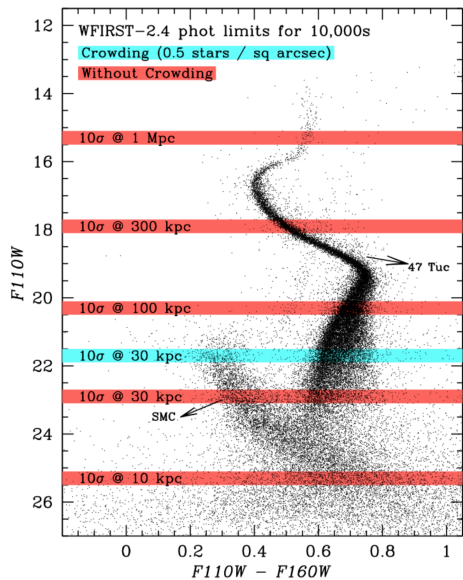 WFIRST-2.4 phot limits for 10,000s
Crowding (0.5 stars / sq arcsec)
Without Crowding
12
14
10σ @ 1 Mpc
16
10σ @ 300 kpc
18
47 Tuc
F110W
20
10σ @ 100 kpc
10σ @ 30 kpc
22
10σ @ 30 kpc
SMC
24
10σ @ 10 kpc
26
0 0.2 0.4 0.6 0.8 1
F110W − F160W